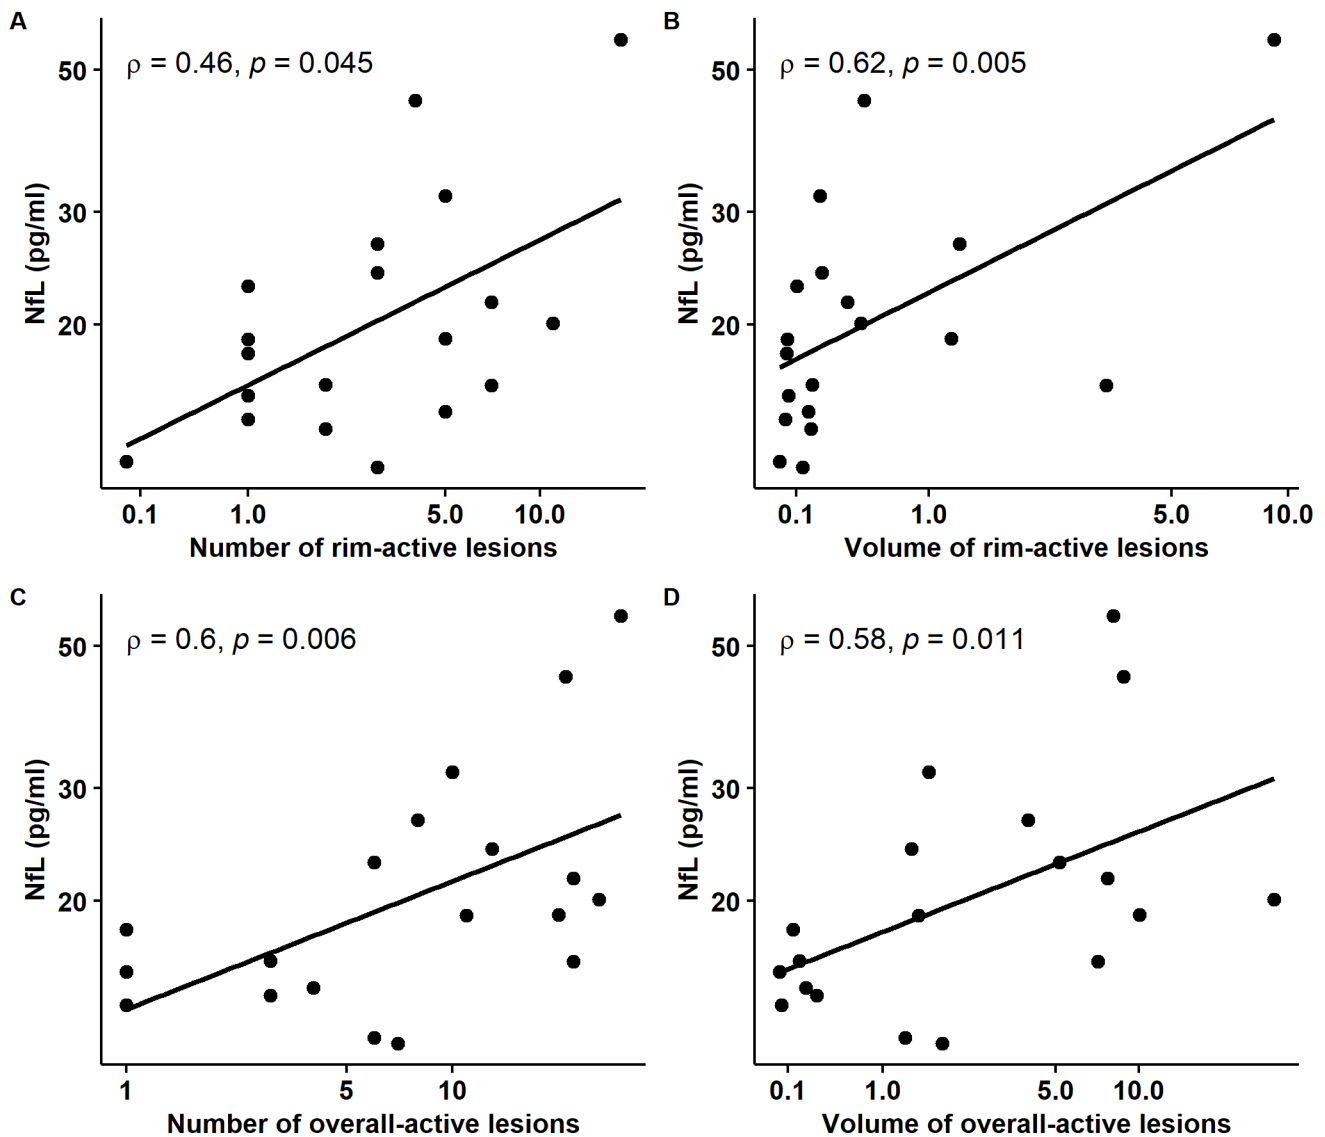 A
ρ = 0.46, p = 0.045
50
30
20
NfL (pg/ml)
0.1 1.0 5.0 10.0
Number of rim-active lesions
B
ρ = 0.62, p = 0.005
50
30
20
NfL (pg/ml)
0.1 1.0 5.0 10.0
Volume of rim-active lesions
C
ρ = 0.6, p = 0.006
50
30
20
NfL (pg/ml)
1 5 10
Number of overall-active lesions
D
ρ = 0.58, p = 0.011
50
30
20
NfL (pg/ml)
0.1 1.0 5.0 10.0
Volume of overall-active lesions